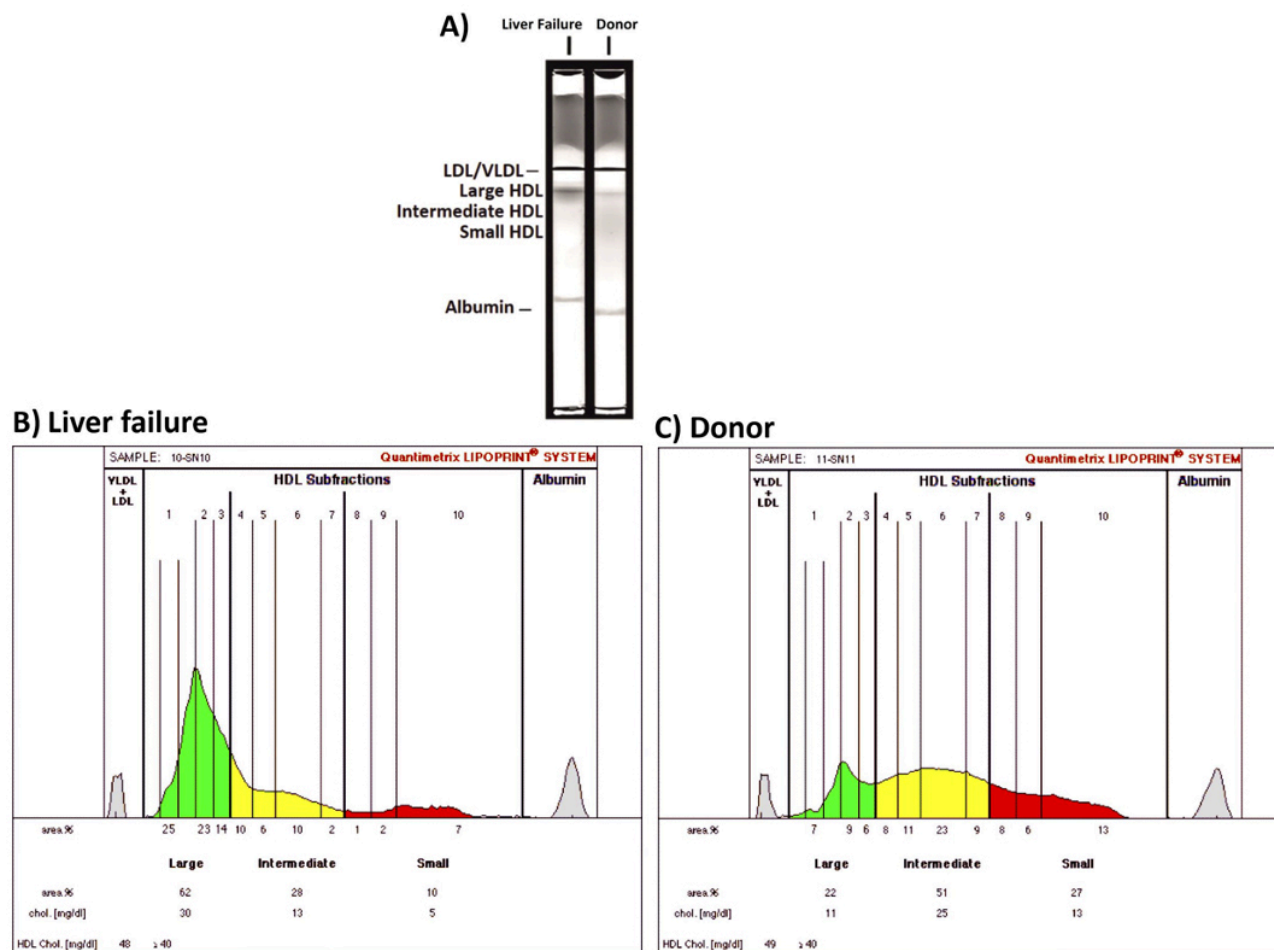 A)
Liver Failure Donor
LDL/VLDL
Large HDL
Intermediate HDL
Small HDL
Albumin
B) Liver failure
SAMPLE: 10-SN10 Quantimetrix LIPOPRINT® SYSTEM
YLDL + LDL HDL Subfractions Albumin
1 2 3 4 5 6 7 8 9 10
area% 25 23 14 10 6 10 2 1 2 7
Large Intermediate Small
area% 62 28 10
chol. [mg/dl] 30 13 5
HDL Chol. [mg/dl] 48 ≥ 40
C) Donor
SAMPLE: 11-SN11 Quantimetrix LIPOPRINT® SYSTEM
YLDL + LDL HDL Subfractions Albumin
1 2 3 4 5 6 7 8 9 10
area% 7 9 6 8 11 23 9 8 6 13
Large Intermediate Small
area% 22 51 27
chol. [mg/dl] 11 25 13
HDL Chol. [mg/dl] 49 ≥ 40